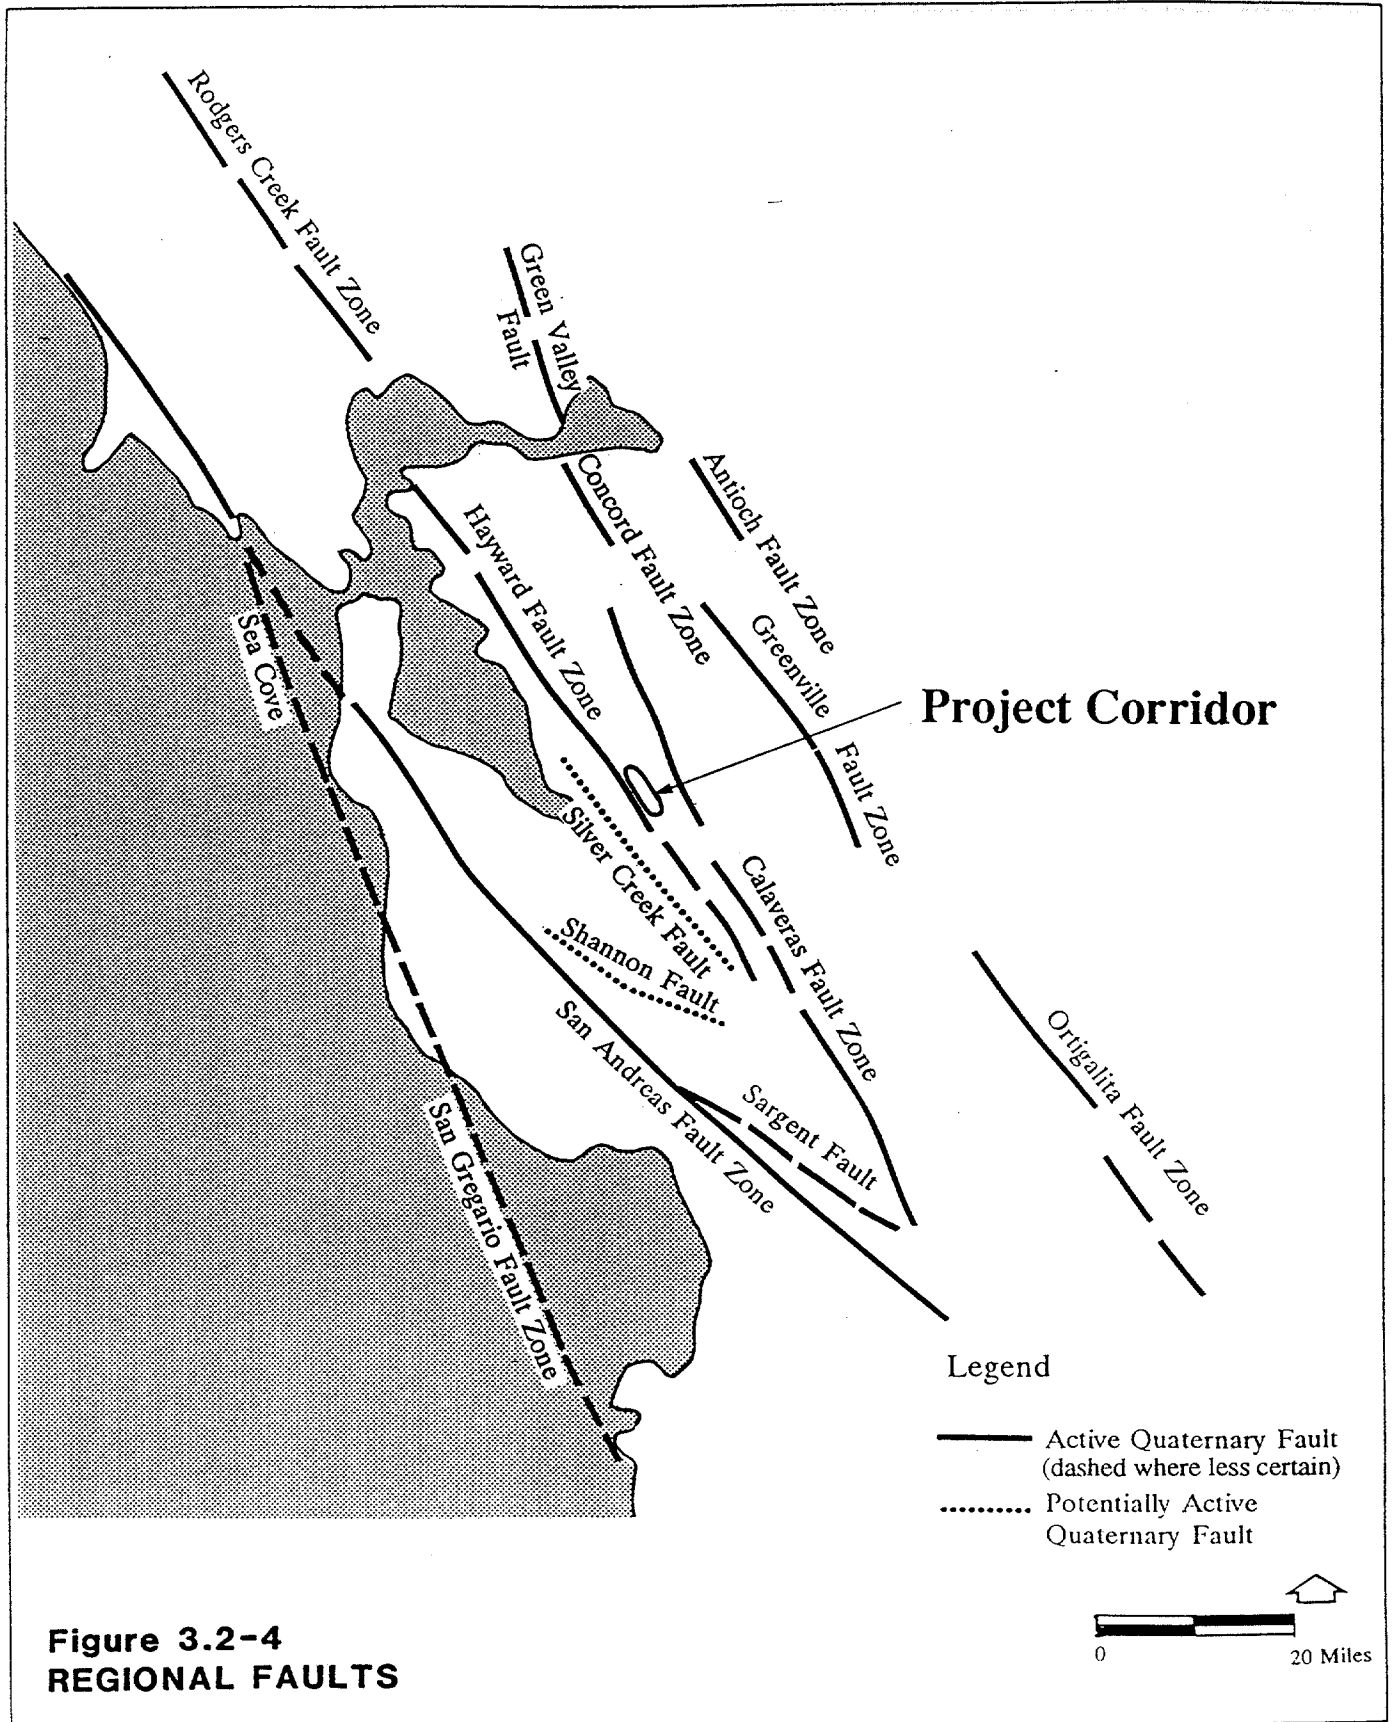 Rodgers Creek Fault Zone
Green Valley
Fault
Concord Fault Zone
Antioch Fault Zone
Hayward Fault Zone
Greenville
Fault Zone
Sea Cove
Project Corridor
Silver Creek Fault
Calaveras Fault Zone
Shannon Fault
San Andreas Fault Zone
Sargent Fault
Ortigalita Fault Zone
San Gregario Fault Zone
Legend
Active Quaternary Fault
(dashed where less certain)
Potentially Active
Quaternary Fault
0 20 Miles
Figure 3.2-4
REGIONAL FAULTS